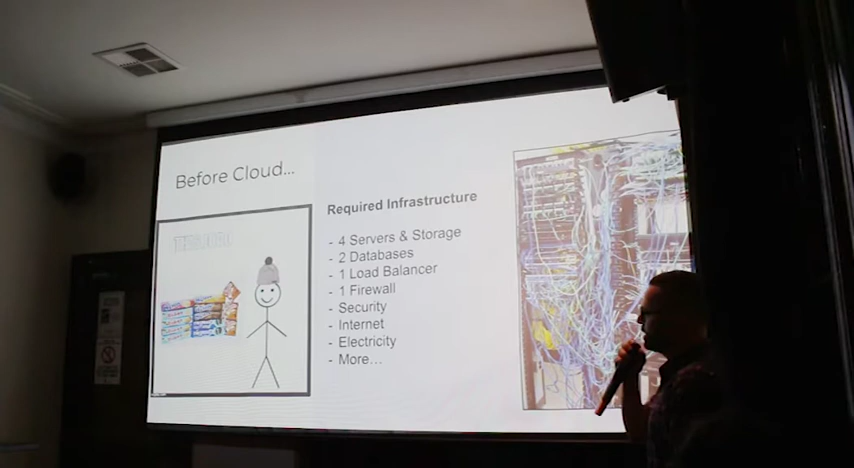 Before Cloud...
Required Infrastructure
- 4 Servers & Storage
- 2 Databases
- 1 Load Balancer
- 1 Firewall
- Security
- Internet
- Electricity
- More...